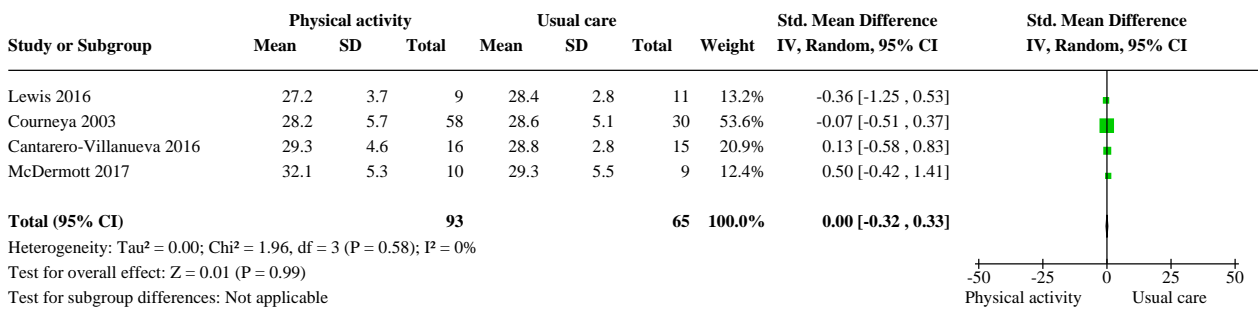 Physical activity Usual care Std. Mean Difference Std. Mean Difference
Study or Subgroup Mean SD Total Mean SD Total Weight IV, Random, 95% CI IV, Random, 95% CI
Lewis 2016 27.2 3.7 9 28.4 2.8 11 13.2% -0.36 [-1.25 , 0.53]
Courneya 2003 28.2 5.7 58 28.6 5.1 30 53.6% -0.07 [-0.51 , 0.37]
Cantarero-Villanueva 2016 29.3 4.6 16 28.8 2.8 15 20.9% 0.13 [-0.58 , 0.83]
McDermott 2017 32.1 5.3 10 29.3 5.5 9 12.4% 0.50 [-0.42 , 1.41]
Total (95% CI) 93 65 100.0% 0.00 [-0.32 , 0.33]
Heterogeneity: Tau² = 0.00; Chi² = 1.96, df = 3 (P = 0.58); I² = 0%
Test for overall effect: Z = 0.01 (P = 0.99)
Test for subgroup differences: Not applicable
-50 -25 0 25 50
Physical activity Usual care